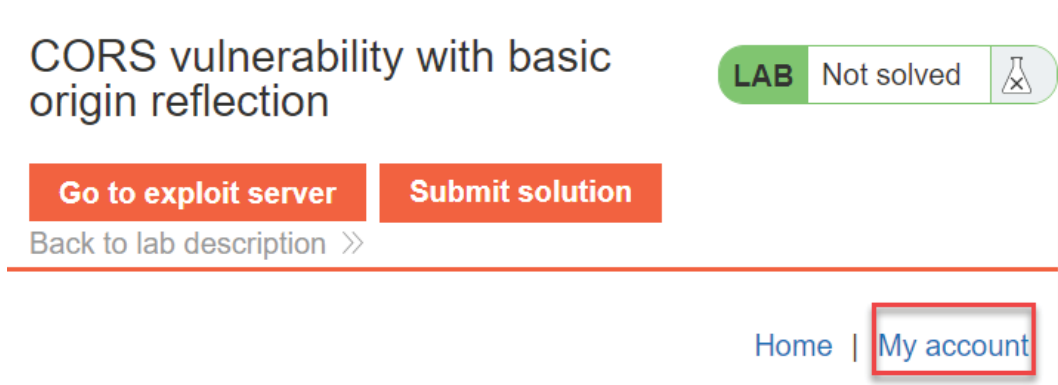 CORS vulnerability with basic
origin reflection
LAB Not solved
Go to exploit server Submit solution
Back to lab description
Home | My account